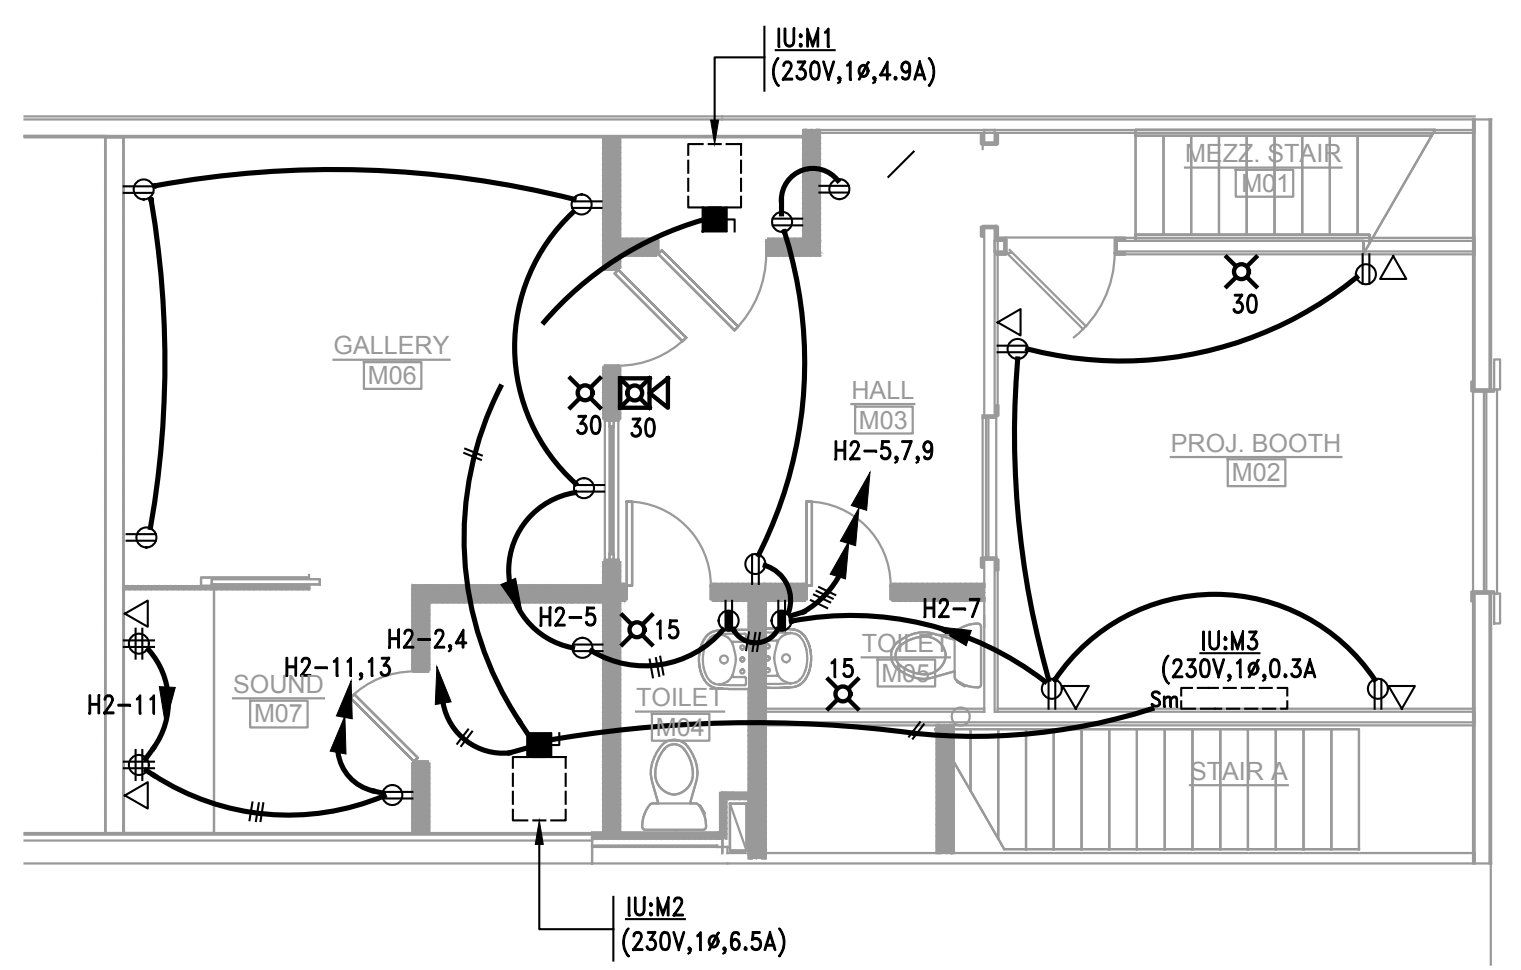 IU:M1
(230V,1ø,4.9A)
MEZZ. STAIR
M01
30
GALLERY
M06
30
30
HALL
M03
H2-5,7,9
PROJ. BOOTH
M02
H2-5
15
H2-7
H2-2,4
H2-11,13
TOILET
M05
IU:M3
(230V,1ø,0.3A
15
SOUND
M07
H2-11
TOILET
M04
Sm
STAIR A
IU:M2
(230V,1ø,6.5A)